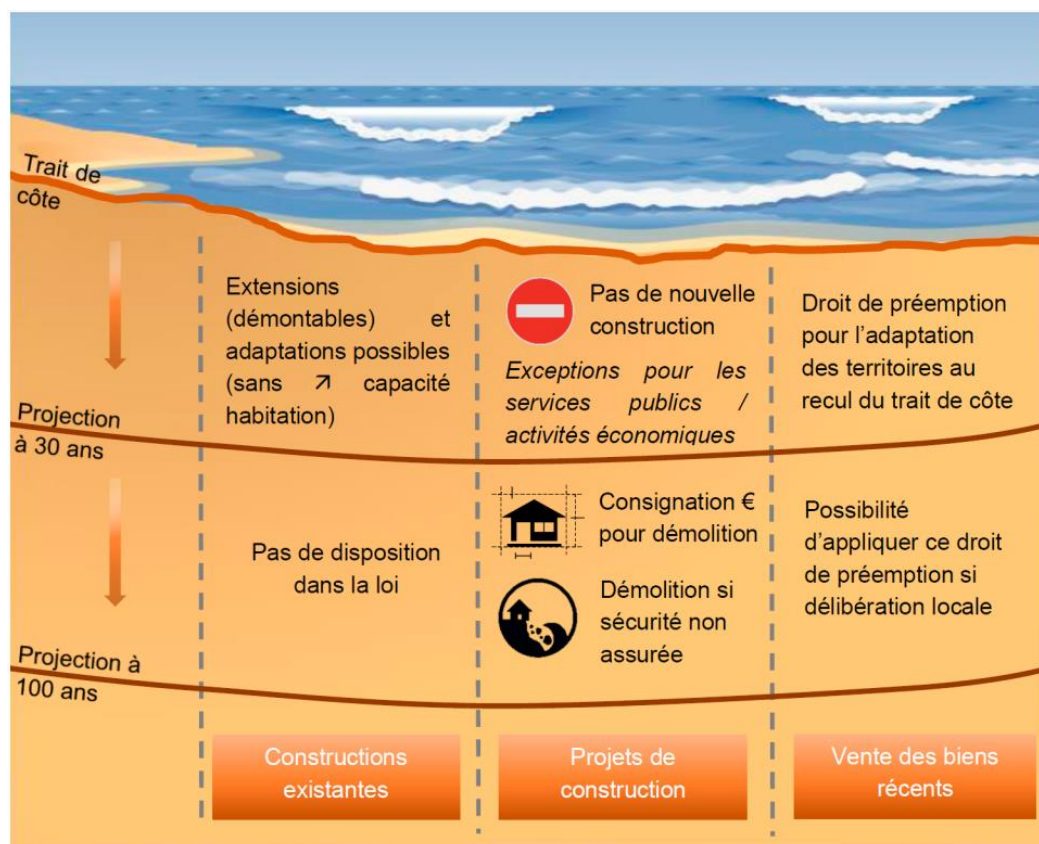 Trait de
côte
Extensions
(démontables) et
adaptations possibles
(sans ↗ capacité
habitation)
Pas de nouvelle
construction
Exceptions pour les
services publics /
activités économiques
Droit de préemption
pour l’adaptation
des territoires au
recul du trait de côte
Projection
à 30 ans
Pas de disposition
dans la loi
Consignation €
pour démolition
Démolition si
sécurité non
assurée
Possibilité
d’appliquer ce droit
de préemption si
délibération locale
Projection à
100 ans
Constructions
existantes
Projets de
construction
Vente des biens
récents